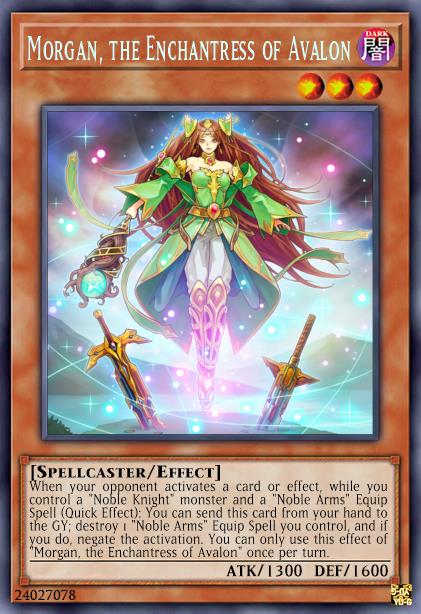 Morgan, the Enchantress of Avalon
DARK
闇
[Spellcaster/Effect]
When your opponent activates a card or effect, while you
control a "Noble Knight" monster and a "Noble Arms" Equip
Spell (Quick Effect): You can send this card from your hand to
the GY; destroy 1 "Noble Arms" Equip Spell you control, and if
you do, negate the activation. You can only use this effect of
"Morgan, the Enchantress of Avalon" once per turn.
ATK/1300 DEF/1600
24027078